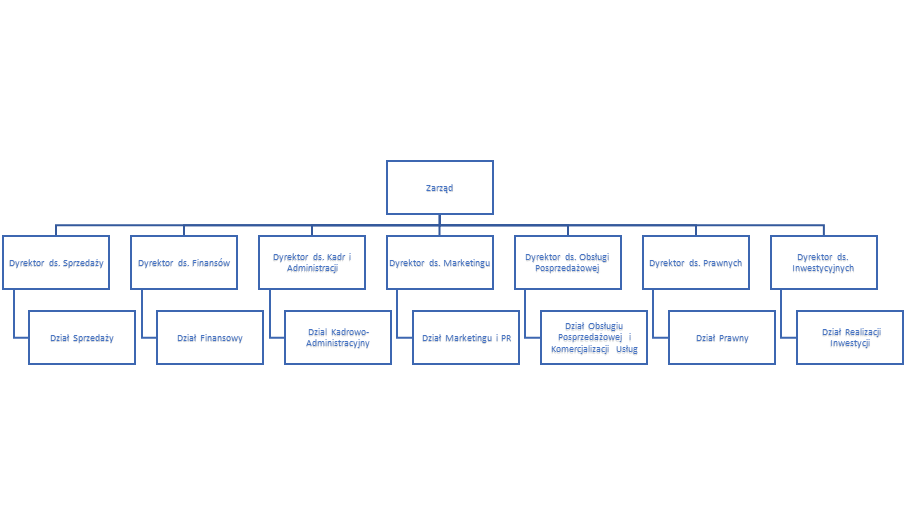 Zarząd
Dyrektor ds. Sprzedaży
Dyrektor ds. Finansów
Dyrektor ds. Kadr i
Administracji
Dyrektor ds. Marketingu
Dyrektor ds. Obsługi
Posprzedażowej
Dyrektor ds. Prawnych
Dyrektor ds.
Inwestycyjnych
Dział Sprzedaży
Dział Finansowy
Dzial Kadrowo-
Administracyjny
Dział Marketingu i PR
Dział Obsługiu
Posprzedażowej i
Komercjalizacji Usług
Dział Prawny
Dział Realizacji
Inwestycji